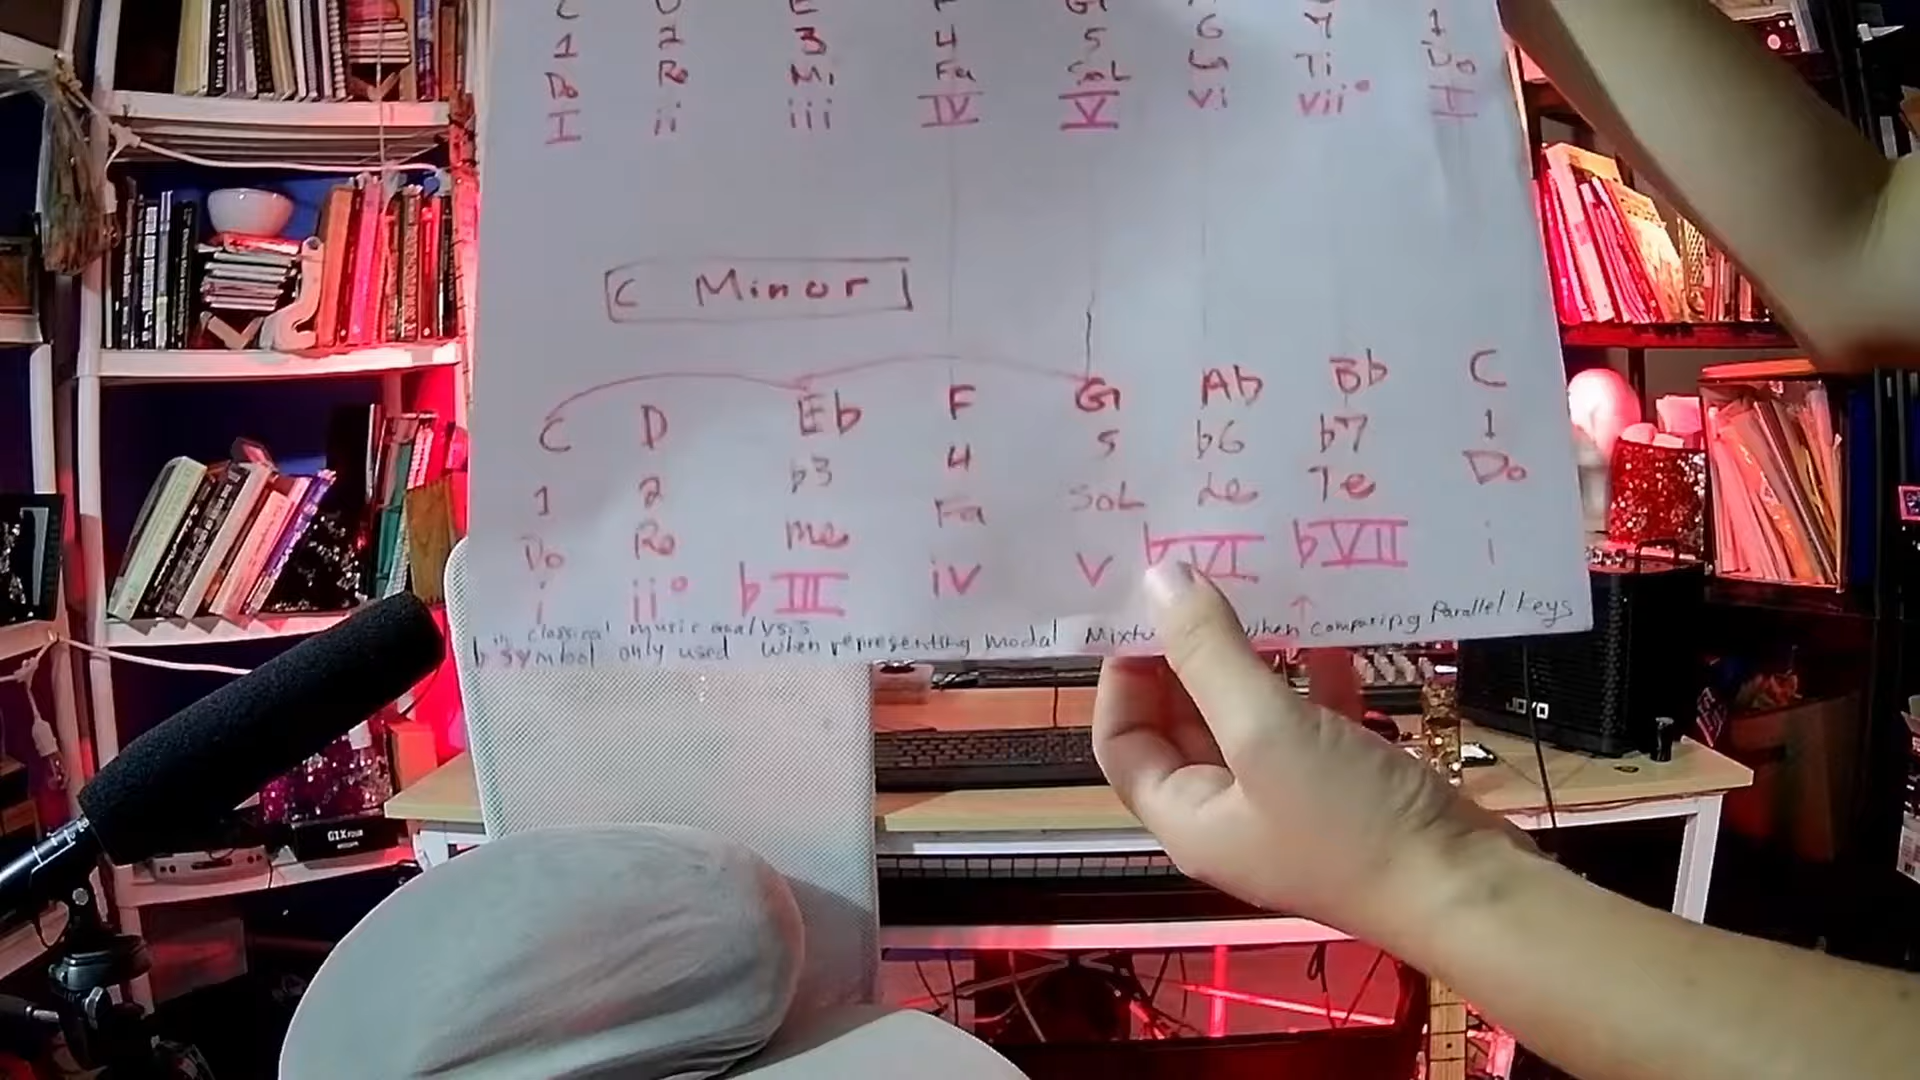 1 2 3 4 5 6 7 1
Do Re Mi Fa SoL La Ti Do
I ii iii IV V vi vii° I
C Minor
C D Eb F G Ab Bb C
1 2 b3 4 5 b6 b7 1
Do Re Me Fa SoL Le Te Do
i ii° bIII iv v bVI bVII i
in classical music analysis
b symbol only used when representing modal when comparing Parallel keys
JOYO